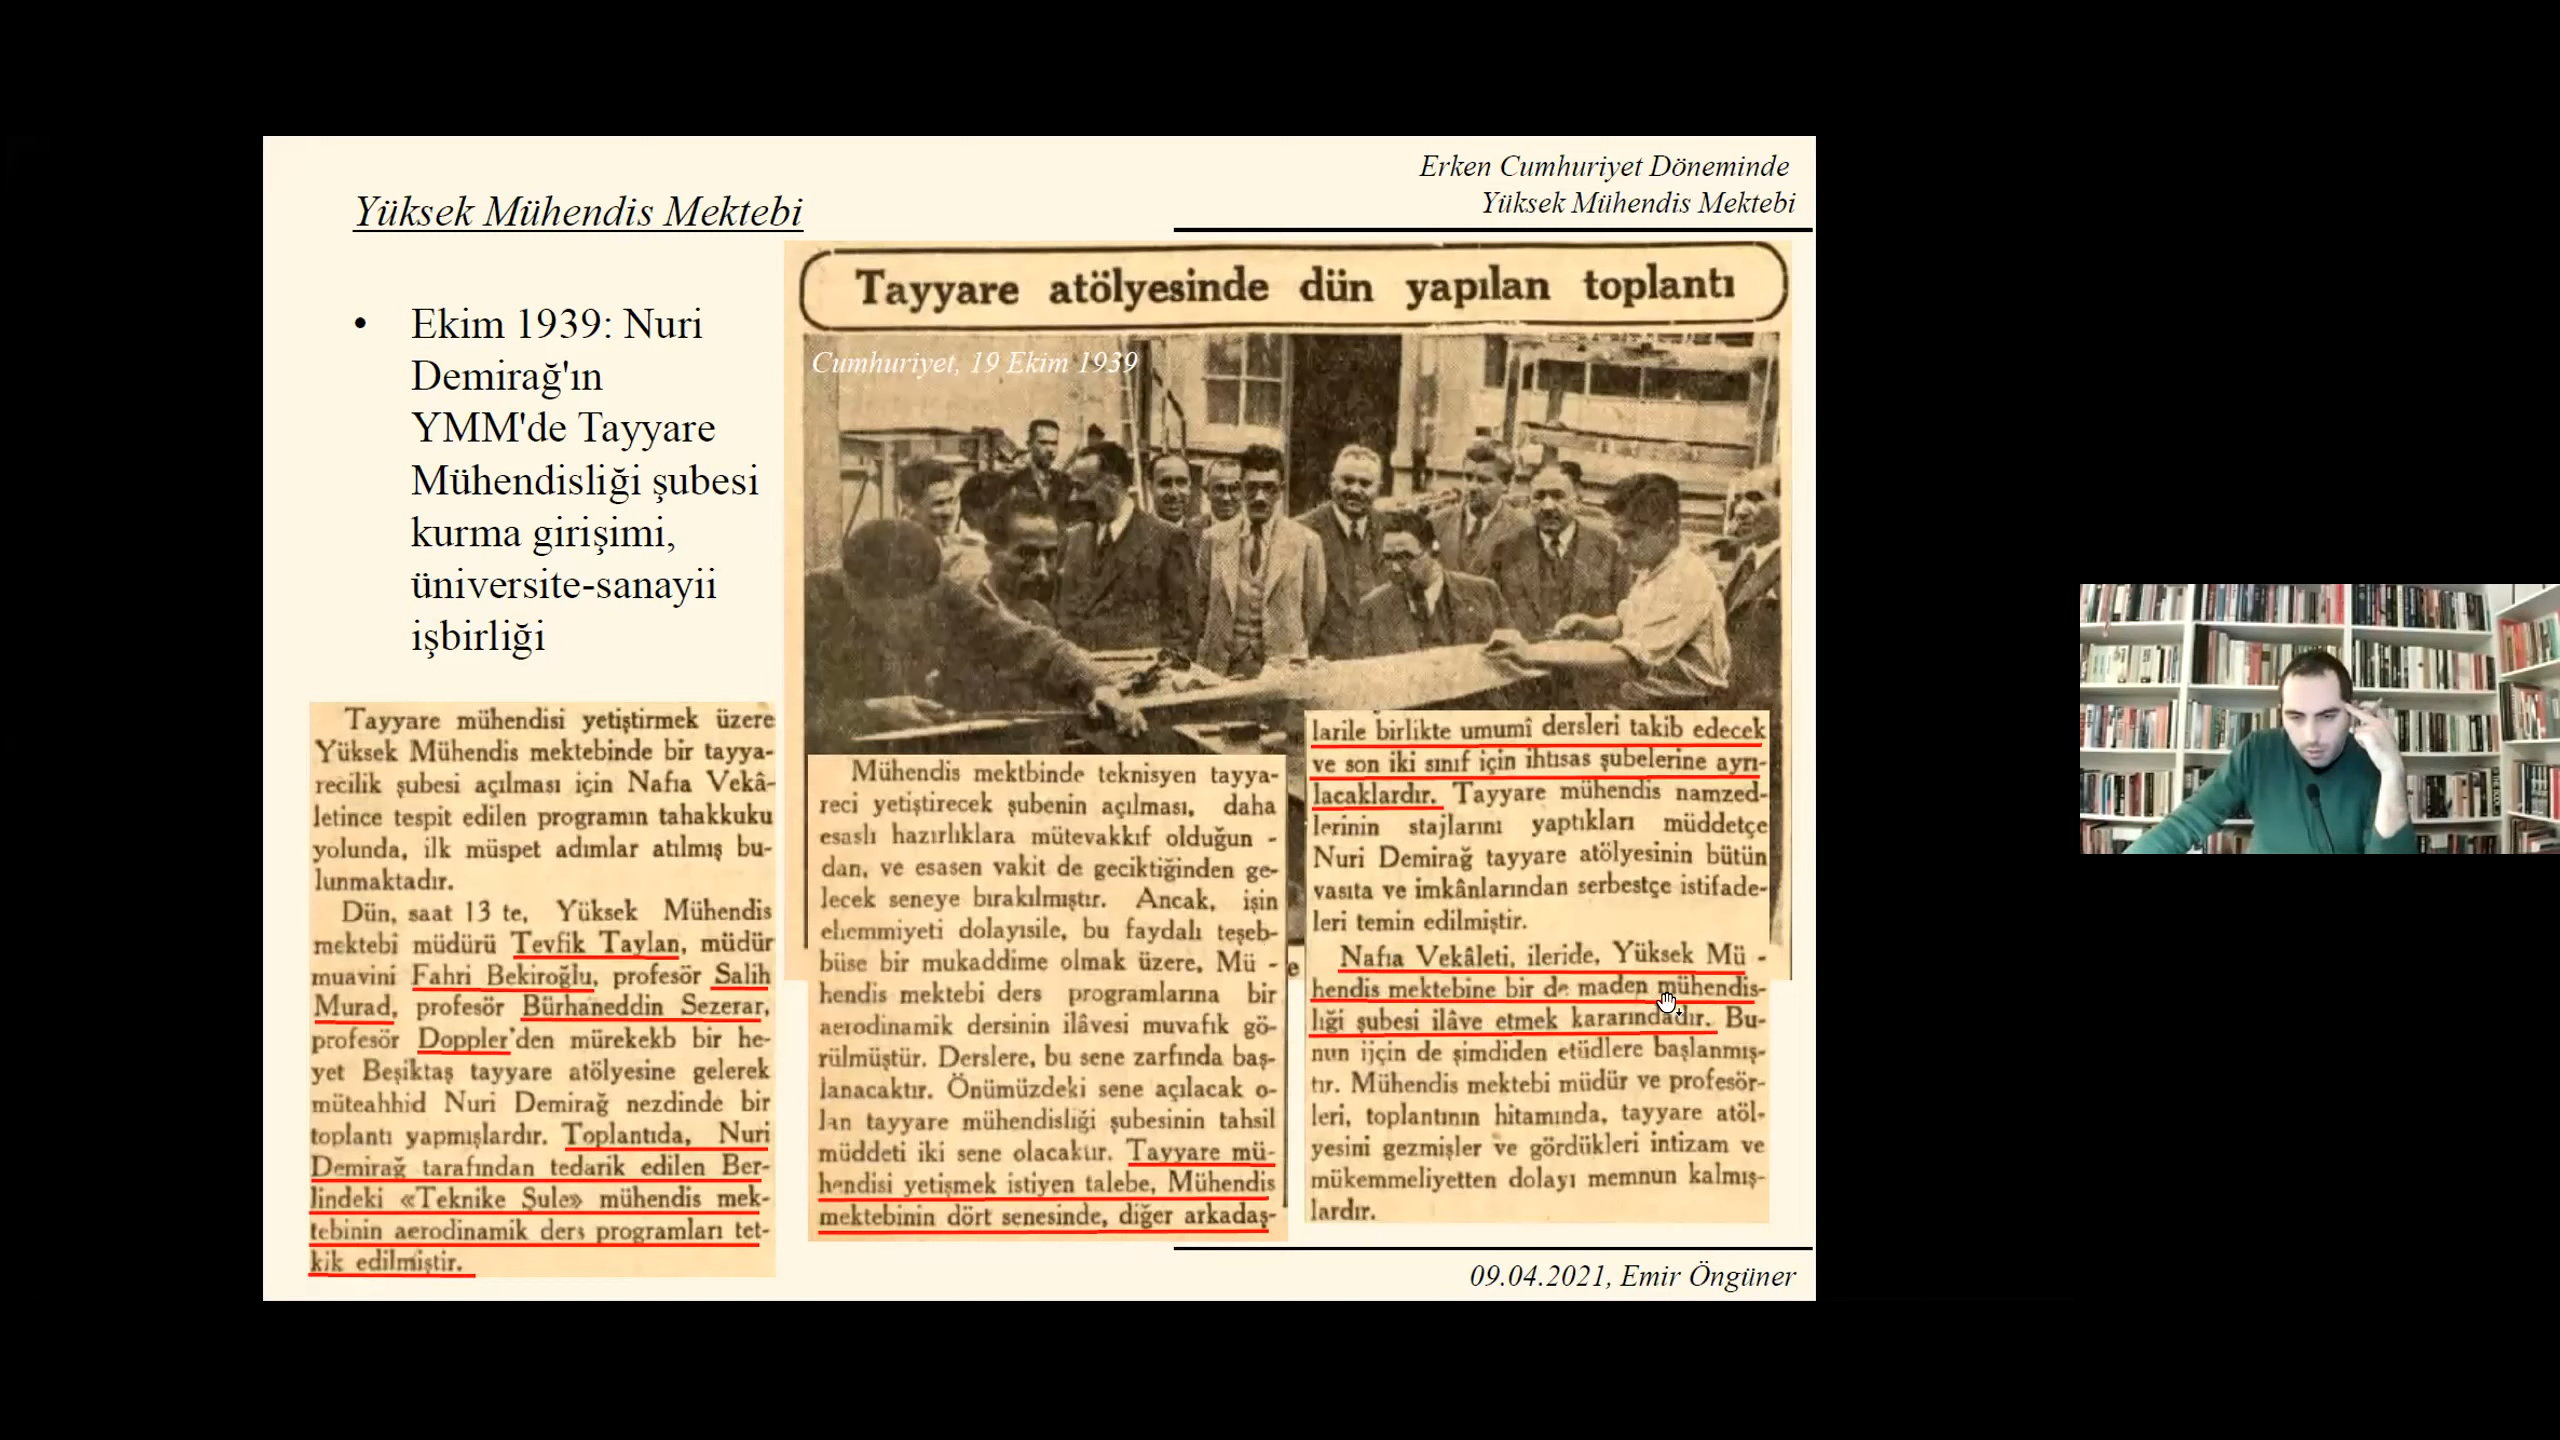 Erken Cumhuriyet Döneminde
Yüksek Mühendis Mektebi
Yüksek Mühendis Mektebi
• Ekim 1939: Nuri
Demirağ'ın
YMM'de Tayyare
Mühendisliği şubesi
kurma girişimi,
üniversite-sanayii
işbirliği
Tayyare atölyesinde dün yapılan toplantı
Cumhuriyet, 19 Ekim 1939
Tayyare mühendisi yetiştirmek üzere
Yüksek Mühendis mektebinde bir tayya-
recilik şubesi açılması için Nafıa Vekâ-
letince tespit edilen programın tahakkuku
yolunda, ilk müspet adımlar atılmış bu-
lunmaktadır.
Dün, saat 13 te, Yüksek Mühendis
mektebi müdürü Tevfik Taylan, müdür
muavini Fahri Bekiroğlu, profesör Salih
Murad, profesör Bürhaneddin Sezerar,
profesör Doppler'den mürekekb bir he-
yet Beşiktaş tayyare atölyesine gelerek
müteahhid Nuri Demirağ nezdinde bir
toplantı yapmışlardır. Toplantıda, Nuri
Demirağ tarafından tedarik edilen Ber-
lindeki «Teknike Şule» mühendis mek-
tebinin aerodinamik ders programları tet-
kik edilmiştir.
Mühendis mektbinde teknisyen tayya-
reci yetiştirecek şubenin açılması, daha
esaslı hazırlıklara mütevakkıf olduğun -
dan, ve esasen vakit de geciktiğinden ge-
lecek seneye bırakılmıştır. Ancak, işin
ehemmiyeti dolayısile, bu faydalı teşeb-
büse bir mukaddime olmak üzere, Mü -
hendis mektebi ders programlarına bir
aerodinamik dersinin ilâvesi muvafık gö-
rülmüştür. Derslere, bu sene zarfında baş-
lanacaktır. Önümüzdeki sene açılacak o-
lan tayyare mühendisliği şubesinin tahsil
müddeti iki sene olacaktır. Tayyare mü-
hendisi yetişmek istiyen talebe, Mühendis
mektebinin dört senesinde, diğer arkadaş-
larile birlikte umumî dersleri takib edecek
ve son iki sınıf için ihtısas şubelerine ayrı-
lacaklardır. Tayyare mühendis namzed-
lerinin stajlarını yaptıkları müddetçe
Nuri Demirağ tayyare atölyesinin bütün
vasıta ve imkânlarından serbestçe istifade-
leri temin edilmiştir.
Nafıa Vekâleti, ileride, Yüksek Mü -
hendis mektebine bir de maden mühendis-
liği şubesi ilâve etmek kararındadır. Bu-
nun ijçin de şimdiden etüdlere başlanmış-
tır. Mühendis mektebi müdür ve profesör-
leri, toplantının hitamında, tayyare atöl-
yesini gezmişler ve gördükleri intizam ve
mükemmeliyetten dolayı memnun kalmış-
lardır.
09.04.2021, Emir Öngüner